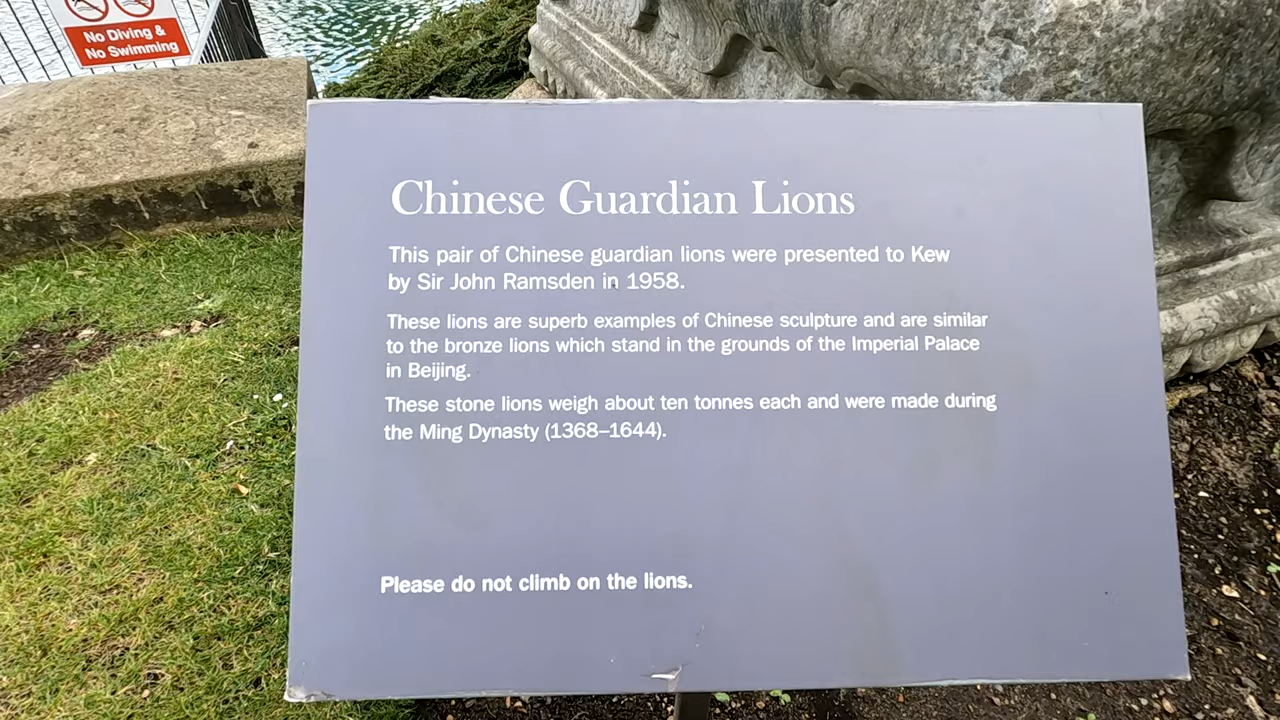 No Diving &
No Swimming
Chinese Guardian Lions
This pair of Chinese guardian lions were presented to Kew
by Sir John Ramsden in 1958.
These lions are superb examples of Chinese sculpture and are similar
to the bronze lions which stand in the grounds of the Imperial Palace
in Beijing.
These stone lions weigh about ten tonnes each and were made during
the Ming Dynasty (1368–1644).
Please do not climb on the lions.